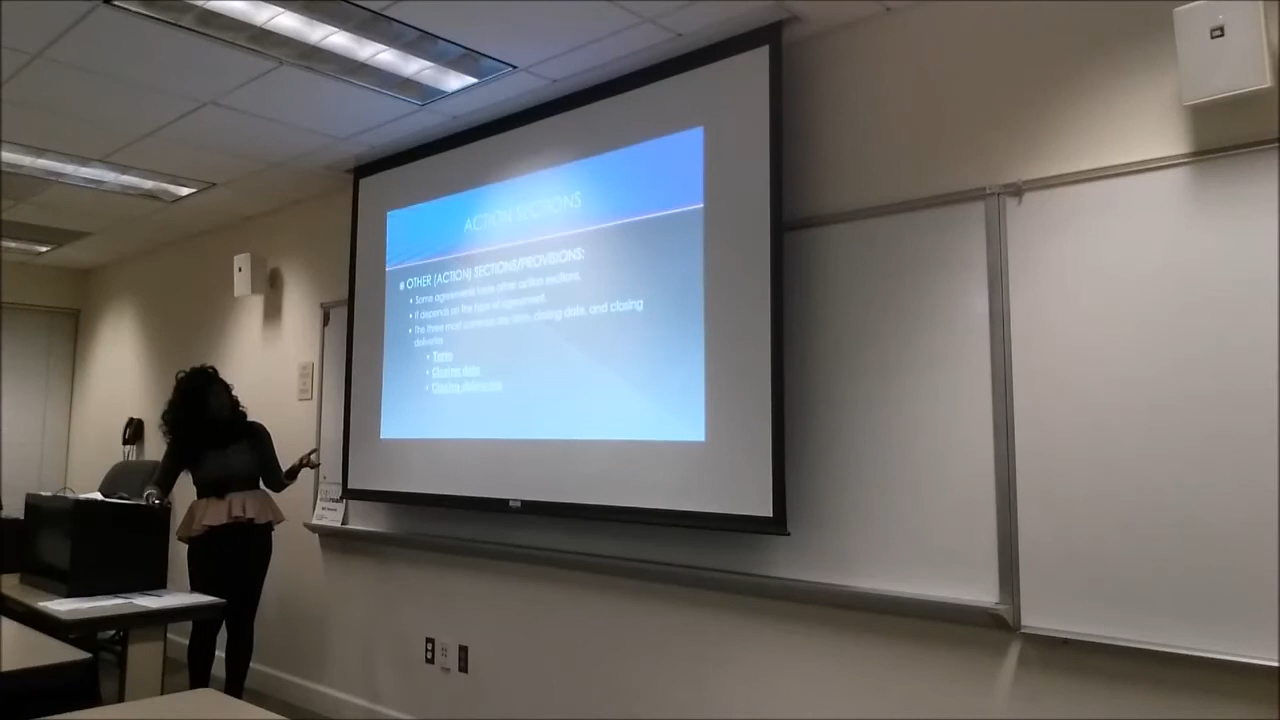 ACTION SECTIONS
OTHER (ACTION) SECTIONS/PROVISIONS:
• Some agreements have other action sections.
• It depends on the type of agreement.
• The three most common are term, closing date, and closing
deliveries
• Term
• Closing date
• Closing deliveries